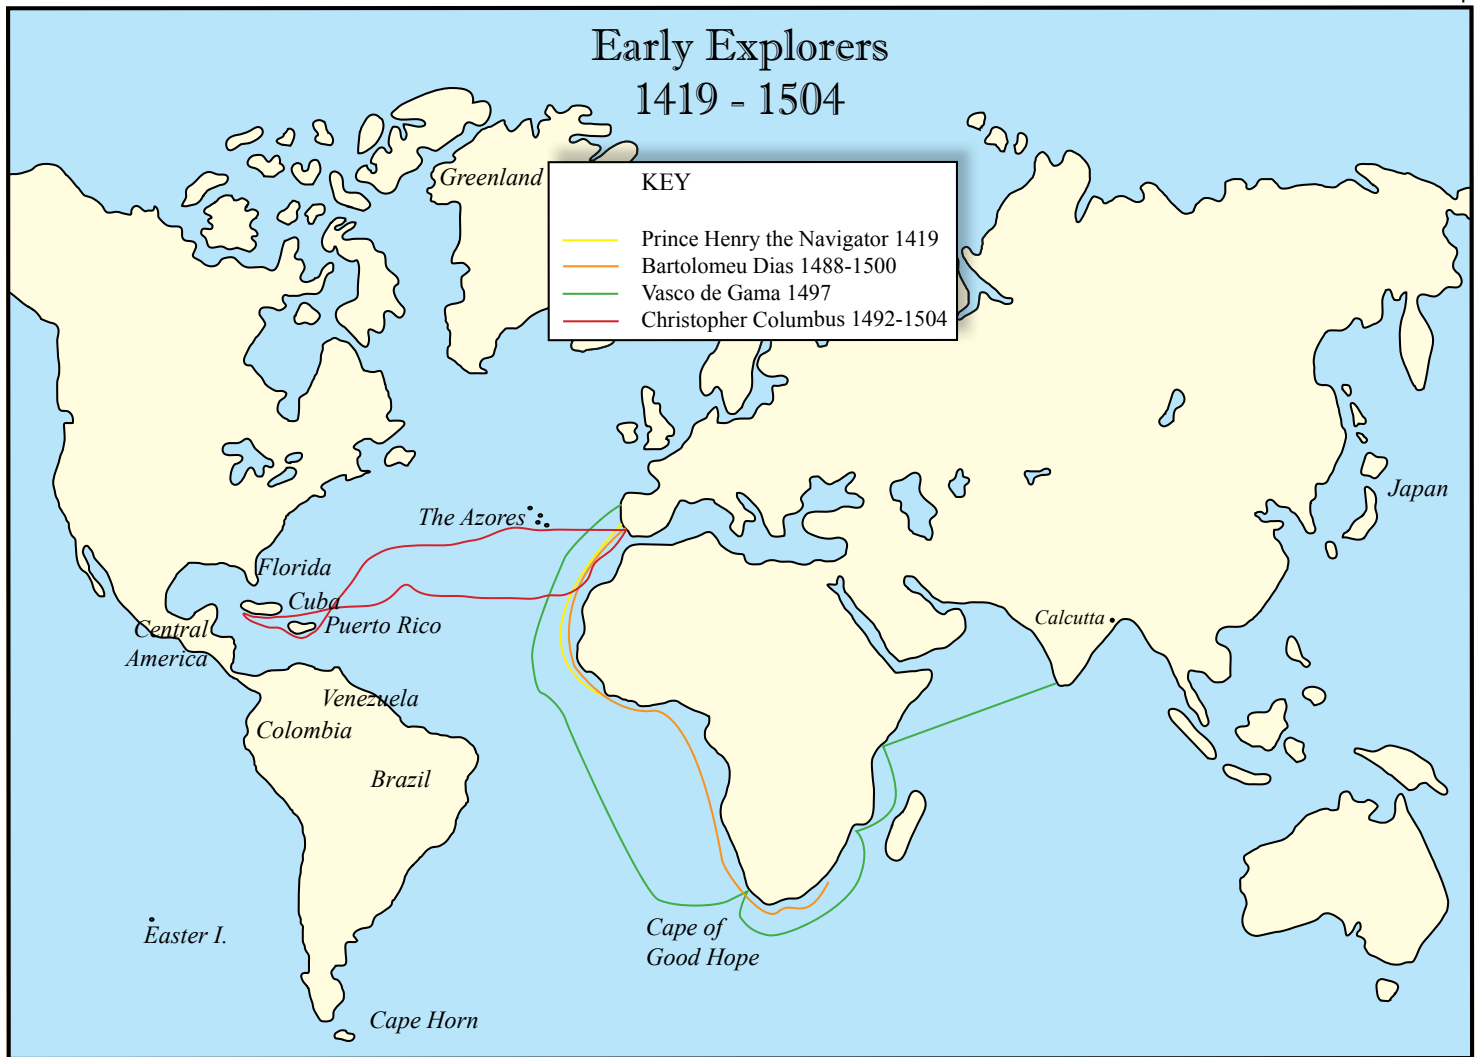 Early Explorers
1419 - 1504
Greenland
KEY
Prince Henry the Navigator 1419
Bartolomeu Dias 1488-1500
Vasco de Gama 1497
Christopher Columbus 1492-1504
Japan
The Azores
Florida
Cuba
Puerto Rico
Central
America
Calcutta
Venezuela
Colombia
Brazil
Easter I.
Cape of
Good Hope
Cape Horn